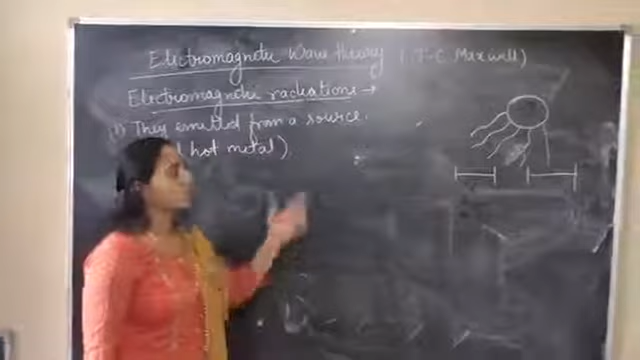 Electromagnetic Wave theory (J-C Maxwell)
Electromagnetic radiations →
(1) They emitted from a source.
hot metal).